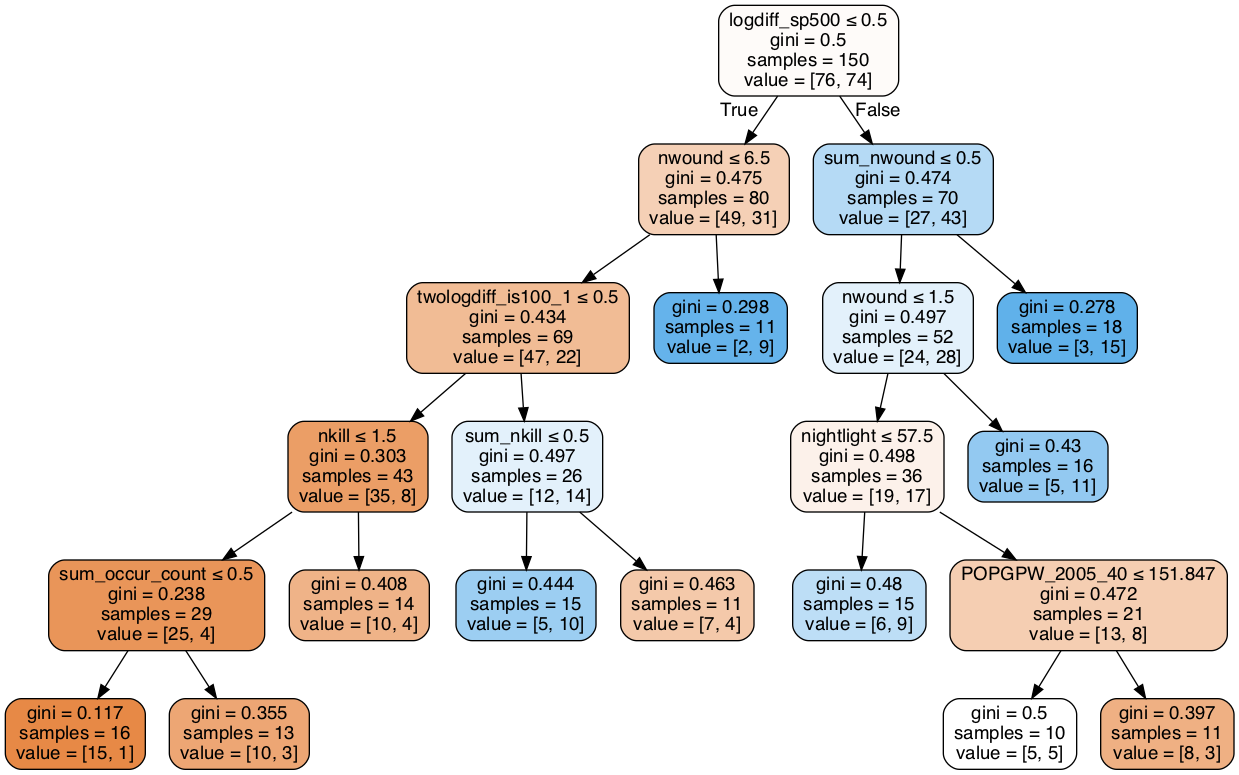 logdiff_sp500 ≤ 0.5
gini = 0.5
samples = 150
value = [76, 74]
True
False
nwound ≤ 6.5
gini = 0.475
samples = 80
value = [49, 31]
sum_nwound ≤ 0.5
gini = 0.474
samples = 70
value = [27, 43]
twologdiff_is100_1 ≤ 0.5
gini = 0.434
samples = 69
value = [47, 22]
gini = 0.298
samples = 11
value = [2, 9]
nwound ≤ 1.5
gini = 0.497
samples = 52
value = [24, 28]
gini = 0.278
samples = 18
value = [3, 15]
nkill ≤ 1.5
gini = 0.303
samples = 43
value = [35, 8]
sum_nkill ≤ 0.5
gini = 0.497
samples = 26
value = [12, 14]
nightlight ≤ 57.5
gini = 0.498
samples = 36
value = [19, 17]
gini = 0.43
samples = 16
value = [5, 11]
sum_occur_count ≤ 0.5
gini = 0.238
samples = 29
value = [25, 4]
gini = 0.408
samples = 14
value = [10, 4]
gini = 0.444
samples = 15
value = [5, 10]
gini = 0.463
samples = 11
value = [7, 4]
gini = 0.48
samples = 15
value = [6, 9]
POPGPW_2005_40 ≤ 151.847
gini = 0.472
samples = 21
value = [13, 8]
gini = 0.117
samples = 16
value = [15, 1]
gini = 0.355
samples = 13
value = [10, 3]
gini = 0.5
samples = 10
value = [5, 5]
gini = 0.397
samples = 11
value = [8, 3]